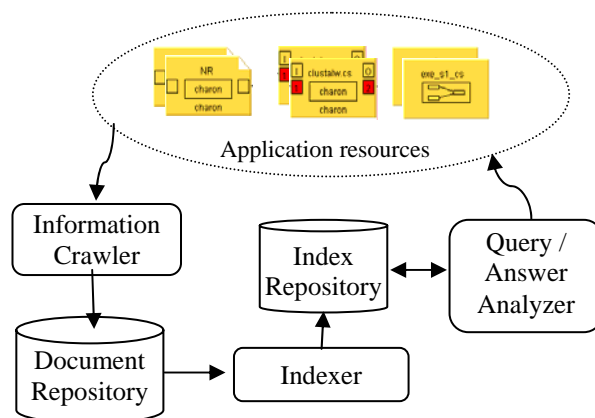 NR
charon
charon
I
O
clustalw.cs
I
O
I
charon
charon
exe_s1_cs
Application resources
Information
Crawler
Document
Repository
Indexer
Index
Repository
Query /
Answer
Analyzer